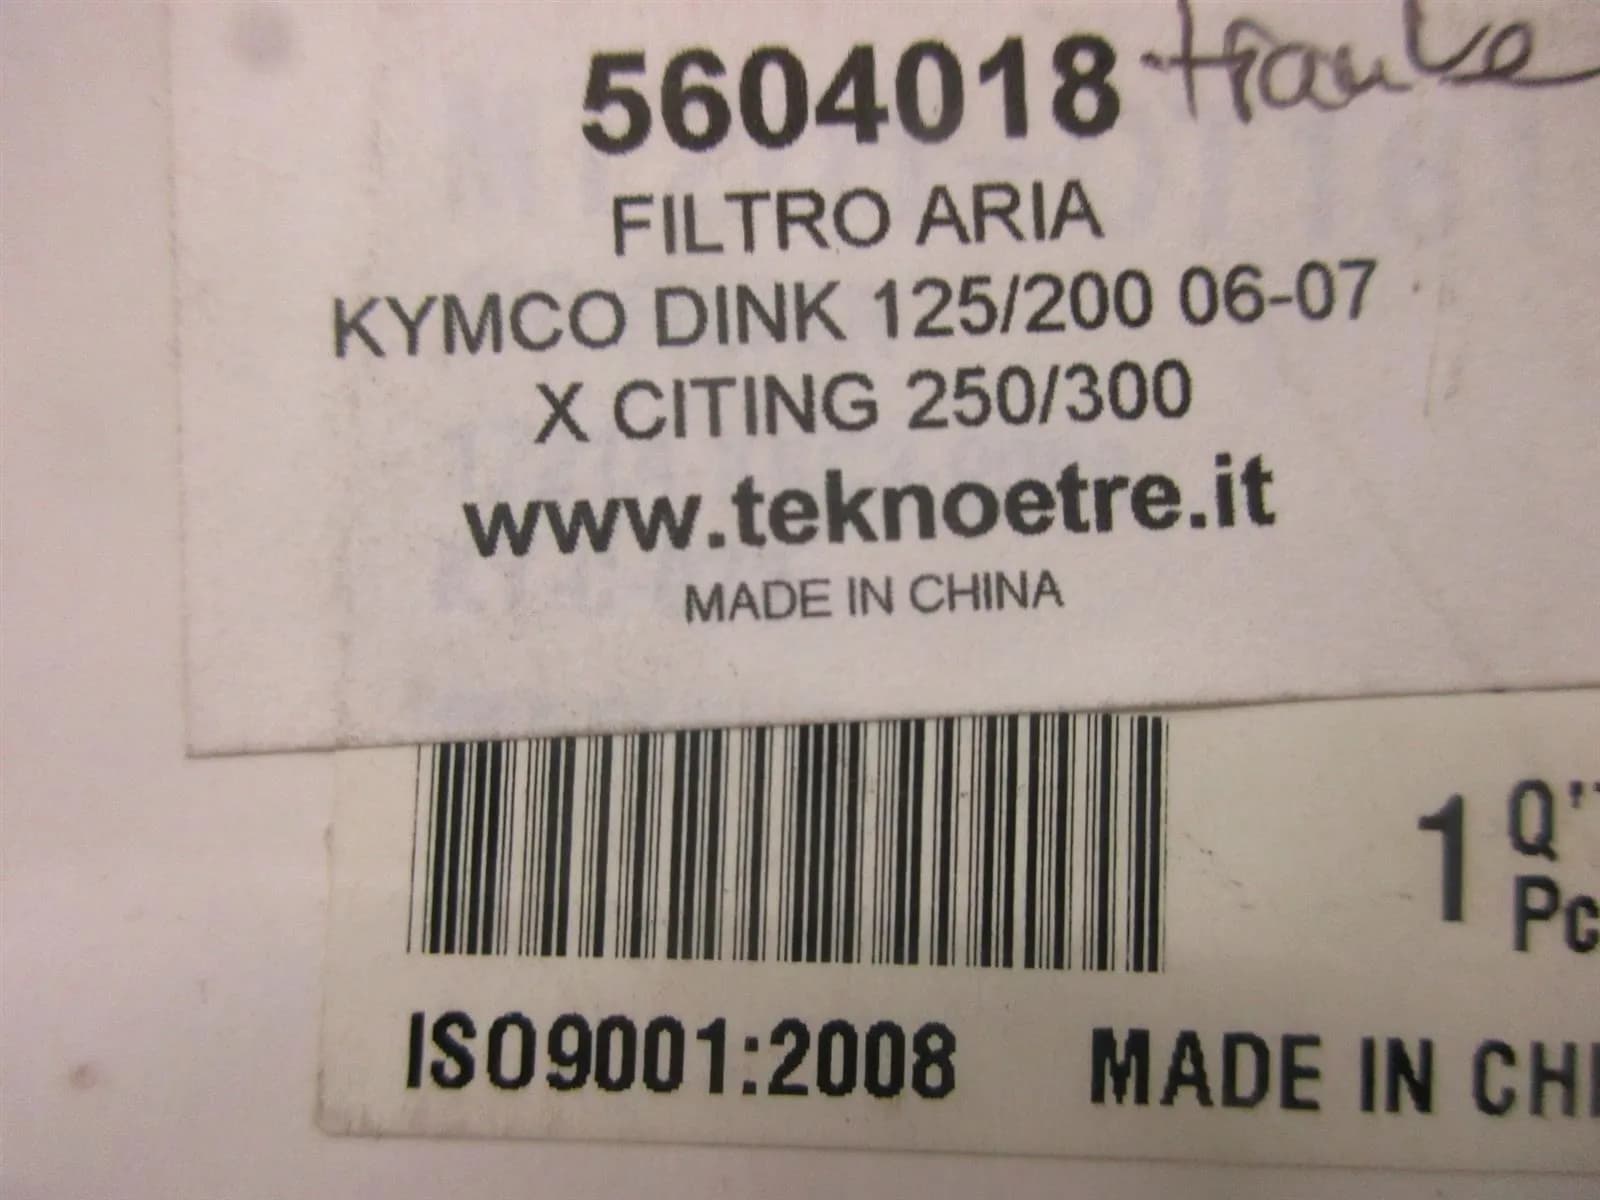 5604018
FILTRO ARIA
KYMCO DINK 125/200 06-07
X CITING 250/300
www.teknoetre.it
MADE IN CHINA
1
ISO9001:2008 MADE IN